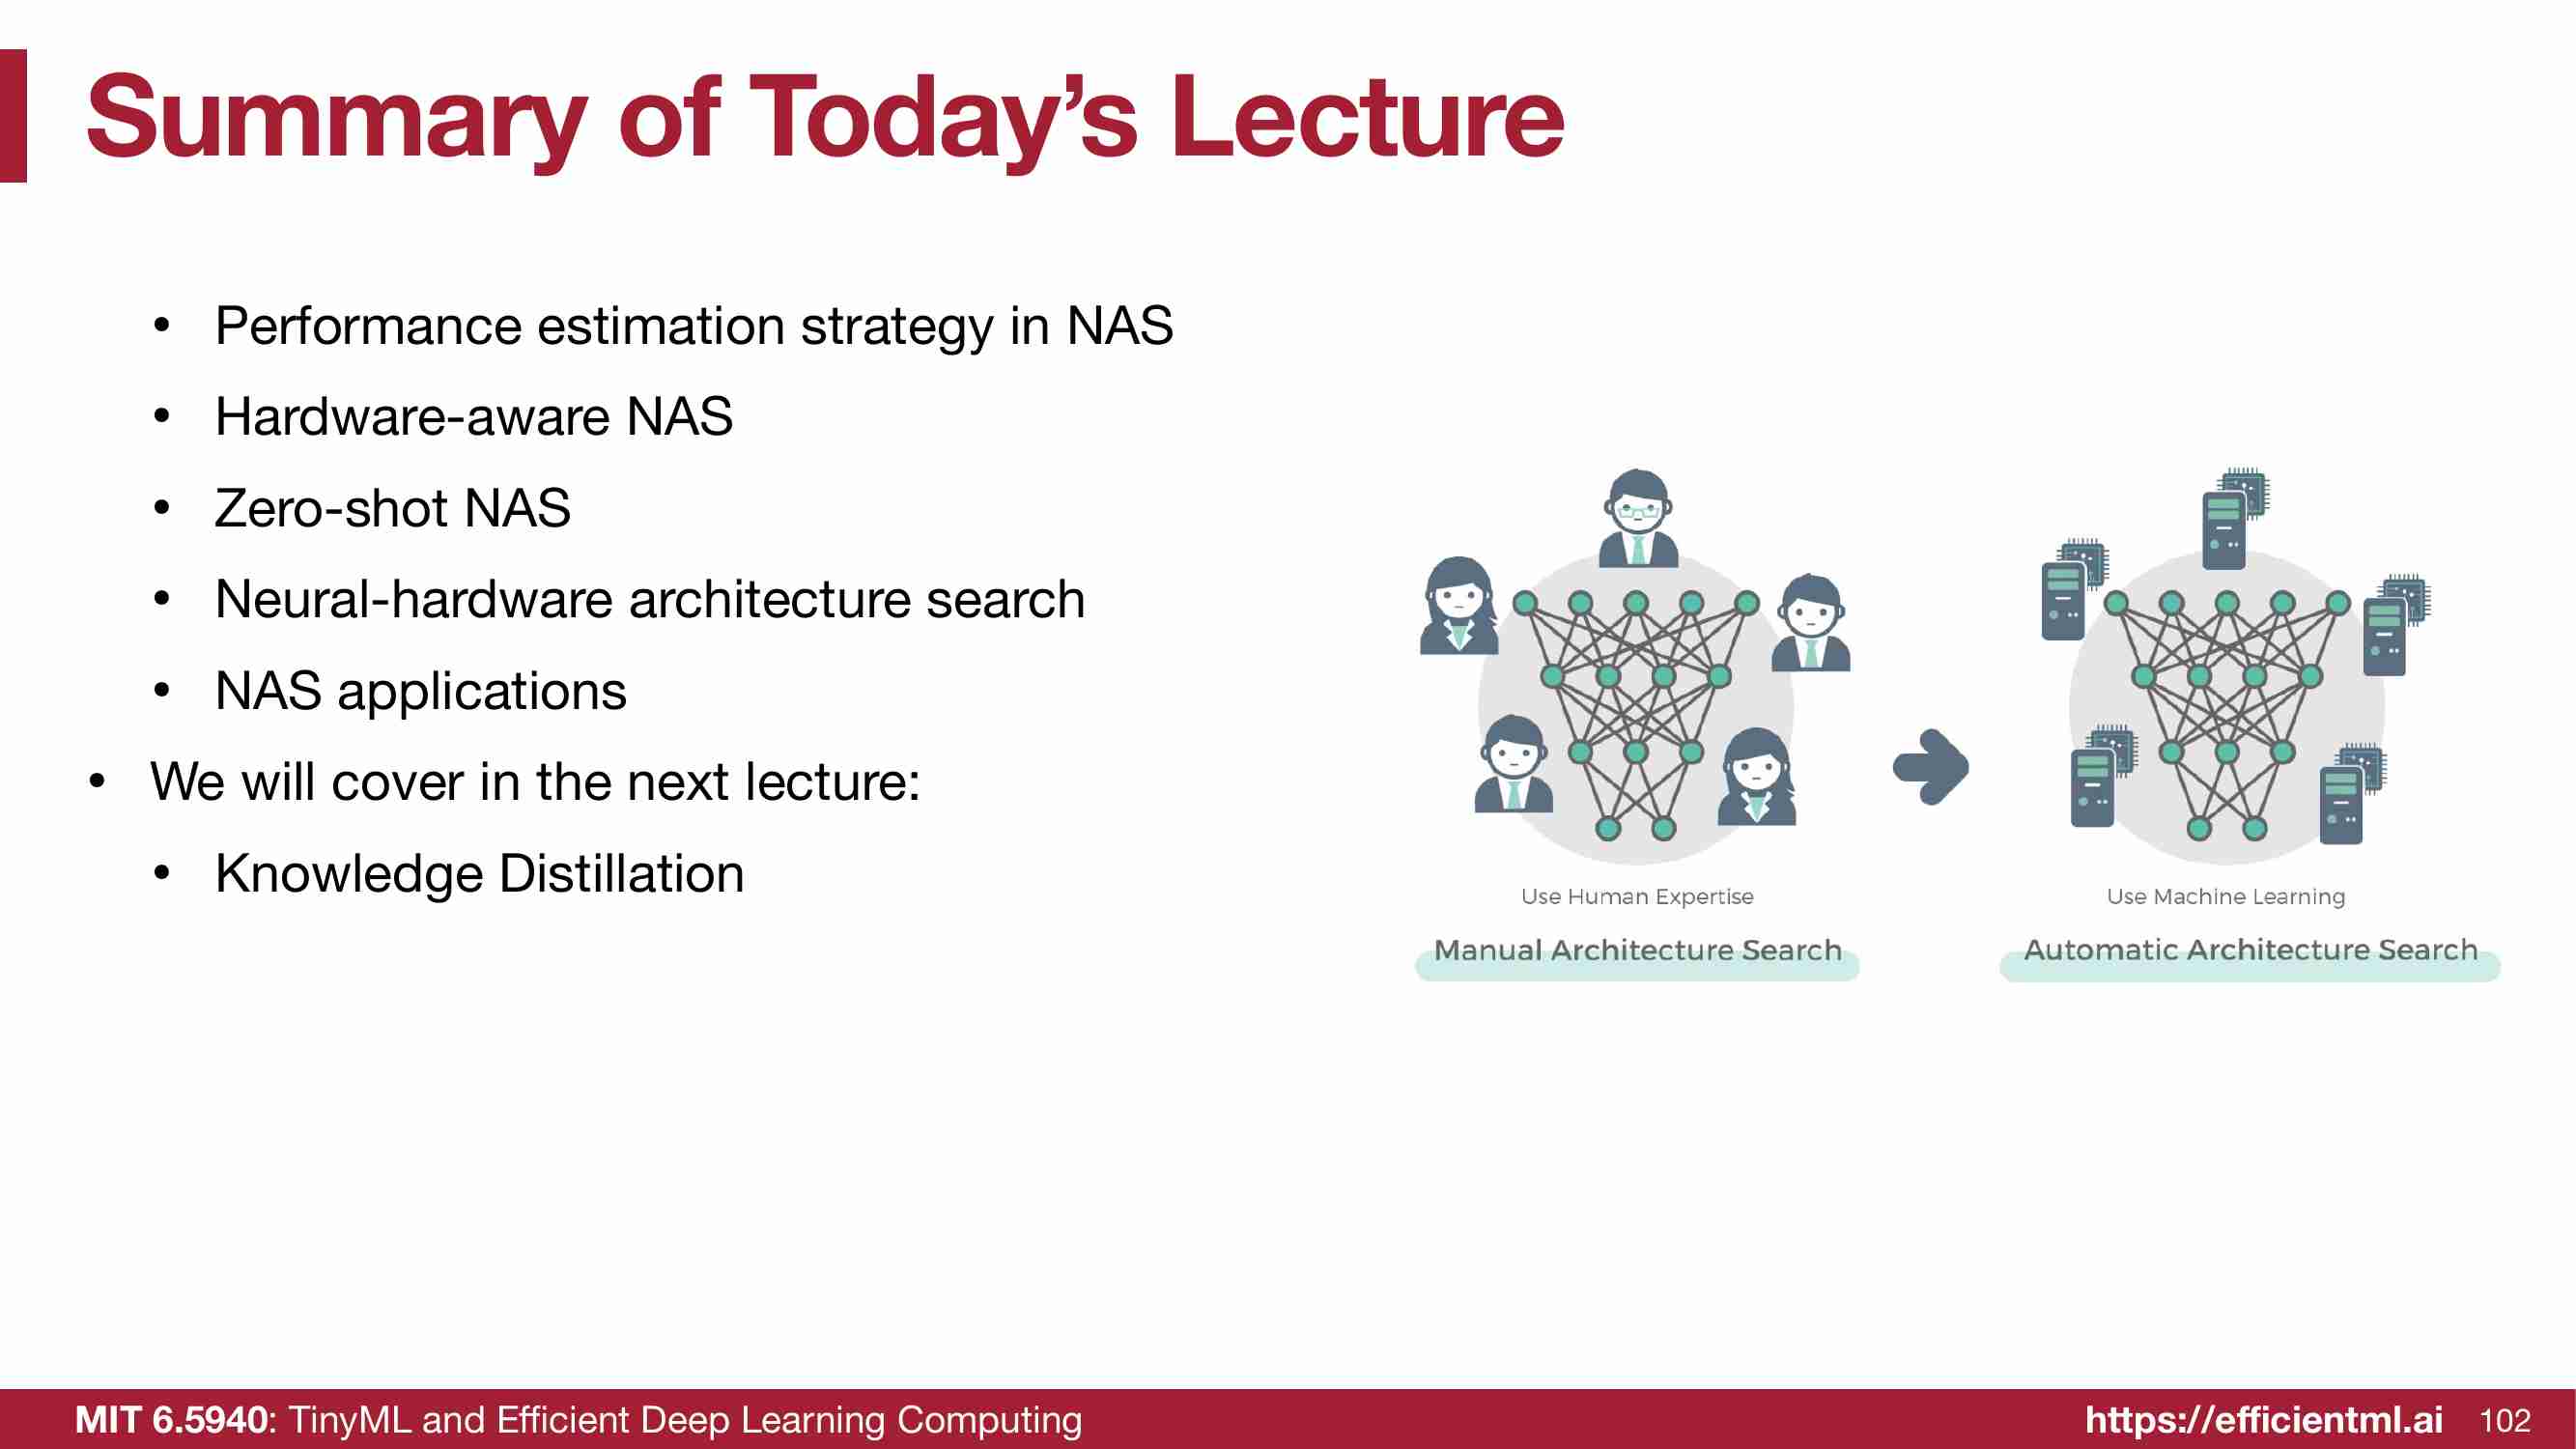 Summary of Today’s Lecture
• Performance estimation strategy in NAS
• Hardware-aware NAS
• Zero-shot NAS
• Neural-hardware architecture search
• NAS applications
• We will cover in the next lecture:
• Knowledge Distillation
Use Human Expertise
Manual Architecture Search
Use Machine Learning
Automatic Architecture Search
MIT 6.5940: TinyML and Efficient Deep Learning Computing
https://efficientml.ai 102